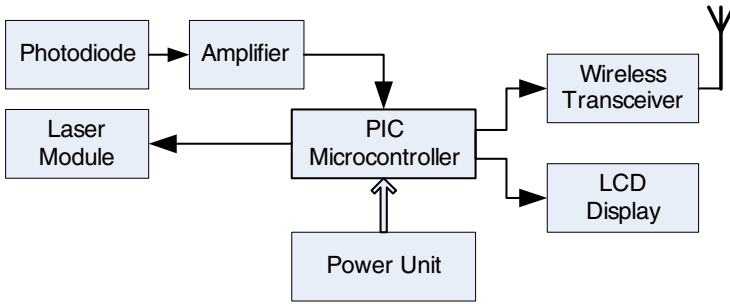 Photodiode
Amplifier
Wireless
Transceiver
Laser
Module
PIC
Microcontroller
LCD
Display
Power Unit